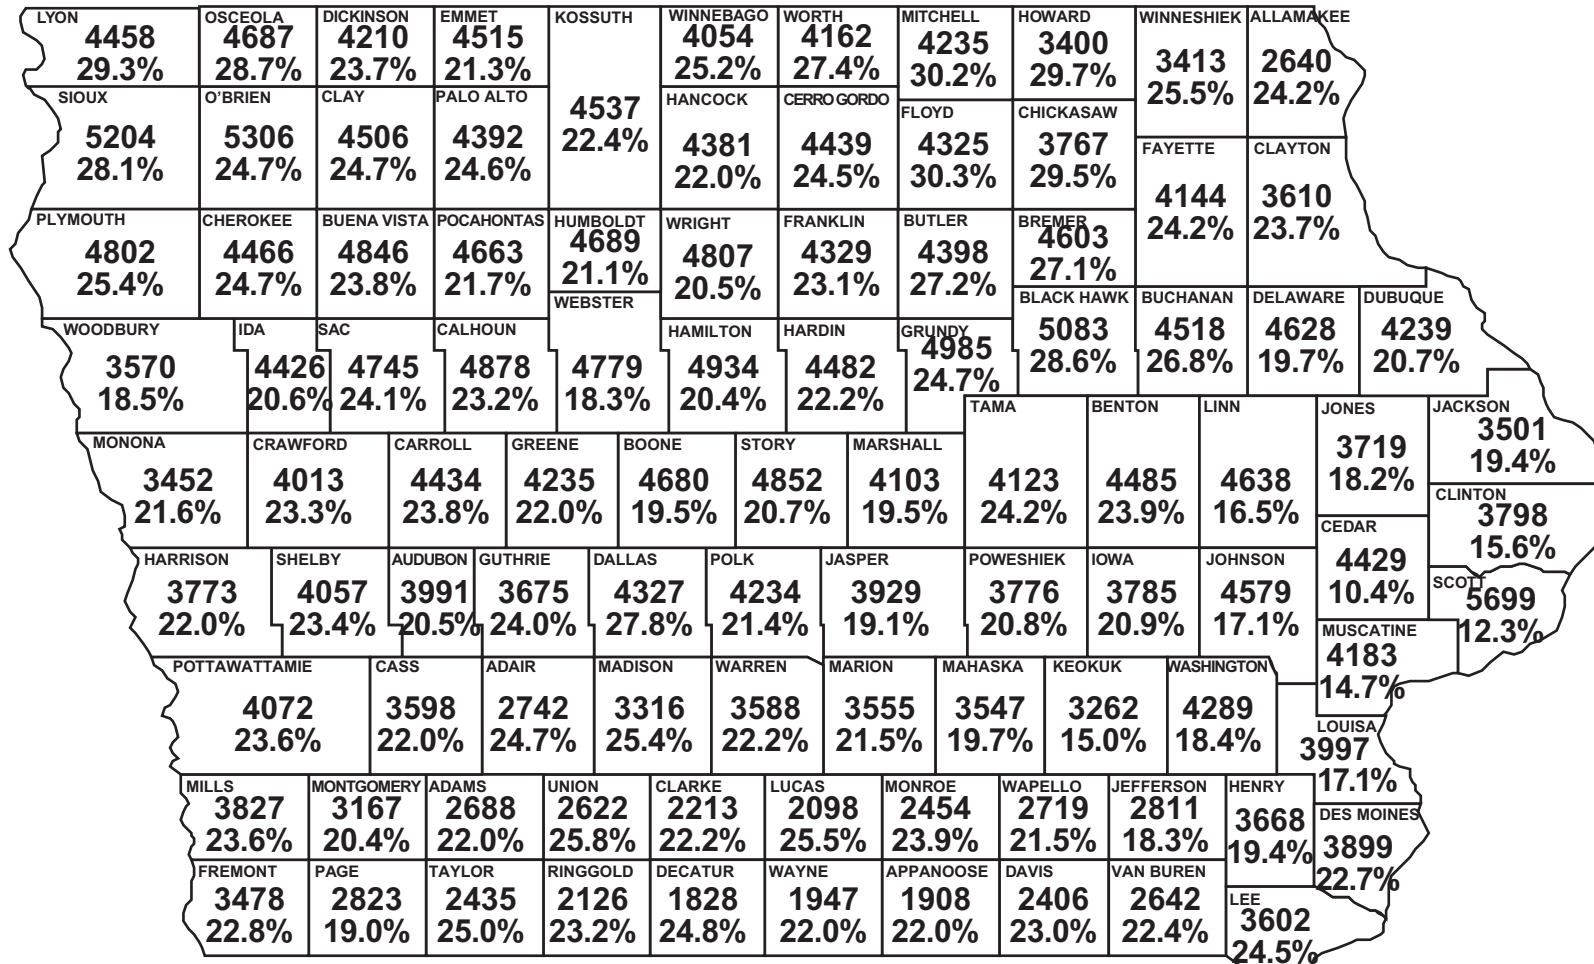 LYON
4458
29.3%
OSCEOLA
4687
28.7%
DICKINSON
4210
23.7%
EMMET
4515
21.3%
KOSSUTH
4537
22.4%
WINNEBAGO
4054
25.2%
WORTH
4162
27.4%
MITCHELL
4235
30.2%
HOWARD
3400
29.7%
WINNESHIEK
3413
25.5%
ALLAMAKEE
2640
24.2%
SIOUX
5204
28.1%
O'BRIEN
5306
24.7%
CLAY
4506
24.7%
PALO ALTO
4392
24.6%
HANCOCK
4381
22.0%
CERRO GORDO
4439
24.5%
FLOYD
4325
30.3%
CHICKASAW
3767
29.5%
FAYETTE
4144
24.2%
CLAYTON
3610
23.7%
PLYMOUTH
4802
25.4%
CHEROKEE
4466
24.7%
BUENA VISTA
4846
23.8%
POCAHONTAS
4663
21.7%
HUMBOLDT
4689
21.1%
WRIGHT
4807
20.5%
FRANKLIN
4329
23.1%
BUTLER
4398
27.2%
BREMER
4603
27.1%
WEBSTER
4779
18.3%
BLACK HAWK
5083
28.6%
BUCHANAN
4518
26.8%
DELAWARE
4628
19.7%
DUBUQUE
4239
20.7%
WOODBURY
3570
18.5%
IDA
4426
20.6%
SAC
4745
24.1%
CALHOUN
4878
23.2%
HAMILTON
4934
20.4%
HARDIN
4482
22.2%
GRUNDY
4985
24.7%
TAMA
4123
24.2%
BENTON
4485
23.9%
LINN
4638
16.5%
JONES
3719
18.2%
JACKSON
3501
19.4%
MONONA
3452
21.6%
CRAWFORD
4013
23.3%
CARROLL
4434
23.8%
GREENE
4235
22.0%
BOONE
4680
19.5%
STORY
4852
20.7%
MARSHALL
4103
19.5%
CLINTON
3798
15.6%
CEDAR
4429
10.4%
HARRISON
3773
22.0%
SHELBY
4057
23.4%
AUDUBON
3991
20.5%
GUTHRIE
3675
24.0%
DALLAS
4327
27.8%
POLK
4234
21.4%
JASPER
3929
19.1%
POWESHIEK
3776
20.8%
IOWA
3785
20.9%
JOHNSON
4579
17.1%
SCOTT
5699
12.3%
MUSCATINE
4183
14.7%
POTTAWATTAMIE
4072
23.6%
CASS
3598
22.0%
ADAIR
2742
24.7%
MADISON
3316
25.4%
WARREN
3588
22.2%
MARION
3555
21.5%
MAHASKA
3547
19.7%
KEOKUK
3262
15.0%
WASHINGTON
4289
18.4%
LOUISA
3997
17.1%
MILLS
3827
23.6%
MONTGOMERY
3167
20.4%
ADAMS
2688
22.0%
UNION
2622
25.8%
CLARKE
2213
22.2%
LUCAS
2098
25.5%
MONROE
2454
23.9%
WAPELLO
2719
21.5%
JEFFERSON
2811
18.3%
HENRY
3668
19.4%
DES MOINES
3899
22.7%
FREMONT
3478
22.8%
PAGE
2823
19.0%
TAYLOR
2435
25.0%
RINGGOLD
2126
23.2%
DECATUR
1828
24.8%
WAYNE
1947
22.0%
APPANOOSE
1908
22.0%
DAVIS
2406
23.0%
VAN BUREN
2642
22.4%
LEE
3602
24.5%